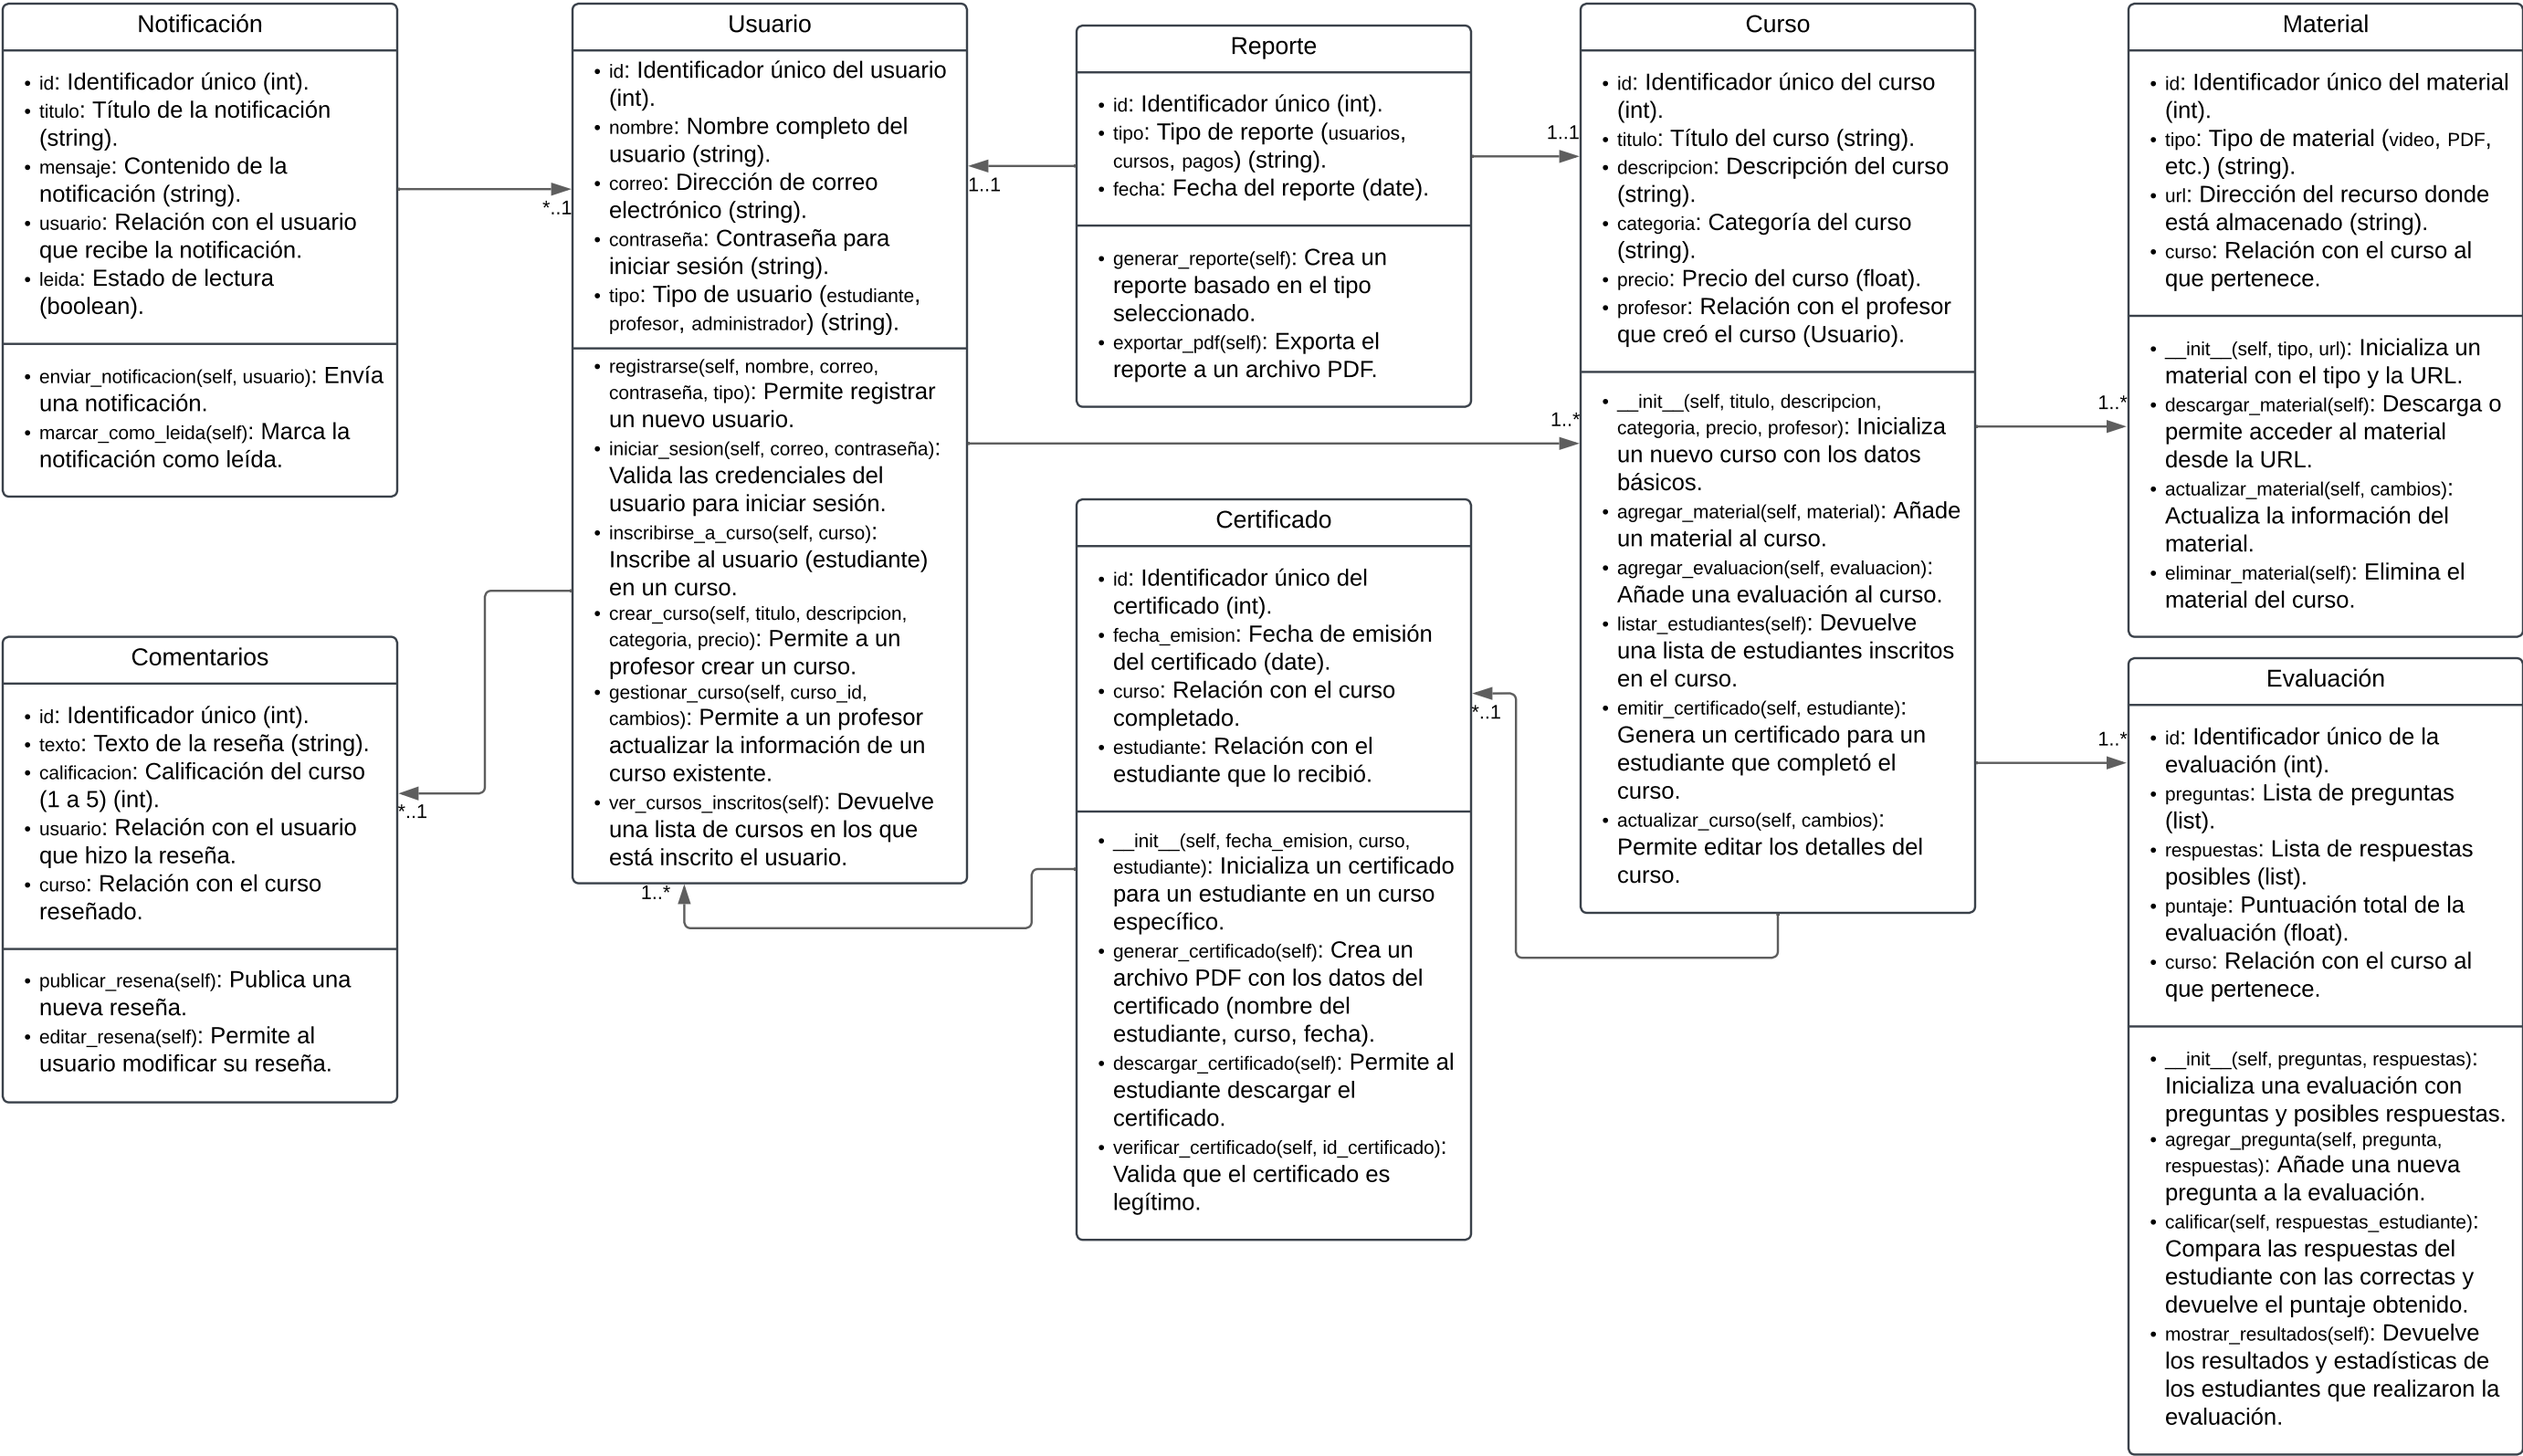 Notificación
• id: Identificador único (int).
• titulo: Título de la notificación
(string).
• mensaje: Contenido de la
notificación (string).
• usuario: Relación con el usuario
que recibe la notificación.
• leida: Estado de lectura
(boolean).
• enviar_notificacion(self, usuario): Envía
una notificación.
• marcar_como_leida(self): Marca la
notificación como leída.
*..1
Usuario
• id: Identificador único del usuario
(int).
• nombre: Nombre completo del
usuario (string).
• correo: Dirección de correo
electrónico (string).
• contraseña: Contraseña para
iniciar sesión (string).
• tipo: Tipo de usuario (estudiante,
profesor, administrador) (string).
• registrarse(self, nombre, correo,
contraseña, tipo): Permite registrar
un nuevo usuario.
• iniciar_sesion(self, correo, contraseña):
Valida las credenciales del
usuario para iniciar sesión.
• inscribirse_a_curso(self, curso):
Inscribe al usuario (estudiante)
en un curso.
• crear_curso(self, titulo, descripcion,
categoria, precio): Permite a un
profesor crear un curso.
• gestionar_curso(self, curso_id,
cambios): Permite a un profesor
actualizar la información de un
curso existente.
• ver_cursos_inscritos(self): Devuelve
una lista de cursos en los que
está inscrito el usuario.
1..*
1..1
Reporte
• id: Identificador único (int).
• tipo: Tipo de reporte (usuarios,
cursos, pagos) (string).
• fecha: Fecha del reporte (date).
• generar_reporte(self): Crea un
reporte basado en el tipo
seleccionado.
• exportar_pdf(self): Exporta el
reporte a un archivo PDF.
1..1
1..*
Curso
• id: Identificador único del curso
(int).
• titulo: Título del curso (string).
• descripcion: Descripción del curso
(string).
• categoria: Categoría del curso
(string).
• precio: Precio del curso (float).
• profesor: Relación con el profesor
que creó el curso (Usuario).
• __init__(self, titulo, descripcion,
categoria, precio, profesor): Inicializa
un nuevo curso con los datos
básicos.
• agregar_material(self, material): Añade
un material al curso.
• agregar_evaluacion(self, evaluacion):
Añade una evaluación al curso.
• listar_estudiantes(self): Devuelve
una lista de estudiantes inscritos
en el curso.
• emitir_certificado(self, estudiante):
Genera un certificado para un
estudiante que completó el
curso.
• actualizar_curso(self, cambios):
Permite editar los detalles del
curso.
1..*
1..*
Material
• id: Identificador único del material
(int).
• tipo: Tipo de material (video, PDF,
etc.) (string).
• url: Dirección del recurso donde
está almacenado (string).
• curso: Relación con el curso al
que pertenece.
• __init__(self, tipo, url): Inicializa un
material con el tipo y la URL.
• descargar_material(self): Descarga o
permite acceder al material
desde la URL.
• actualizar_material(self, cambios):
Actualiza la información del
material.
• eliminar_material(self): Elimina el
material del curso.
Comentarios
• id: Identificador único (int).
• texto: Texto de la reseña (string).
• calificacion: Calificación del curso
(1 a 5) (int).
• usuario: Relación con el usuario
que hizo la reseña.
• curso: Relación con el curso
reseñado.
• publicar_resena(self): Publica una
nueva reseña.
• editar_resena(self): Permite al
usuario modificar su reseña.
*..1
Certificado
• id: Identificador único del
certificado (int).
• fecha_emision: Fecha de emisión
del certificado (date).
• curso: Relación con el curso
completado.
• estudiante: Relación con el
estudiante que lo recibió.
• __init__(self, fecha_emision, curso,
estudiante): Inicializa un certificado
para un estudiante en un curso
específico.
• generar_certificado(self): Crea un
archivo PDF con los datos del
certificado (nombre del
estudiante, curso, fecha).
• descargar_certificado(self): Permite al
estudiante descargar el
certificado.
• verificar_certificado(self, id_certificado):
Valida que el certificado es
legítimo.
*..1
Evaluación
• id: Identificador único de la
evaluación (int).
• preguntas: Lista de preguntas
(list).
• respuestas: Lista de respuestas
posibles (list).
• puntaje: Puntuación total de la
evaluación (float).
• curso: Relación con el curso al
que pertenece.
• __init__(self, preguntas, respuestas):
Inicializa una evaluación con
preguntas y posibles respuestas.
• agregar_pregunta(self, pregunta,
respuestas): Añade una nueva
pregunta a la evaluación.
• calificar(self, respuestas_estudiante):
Compara las respuestas del
estudiante con las correctas y
devuelve el puntaje obtenido.
• mostrar_resultados(self): Devuelve
los resultados y estadísticas de
los estudiantes que realizaron la
evaluación.